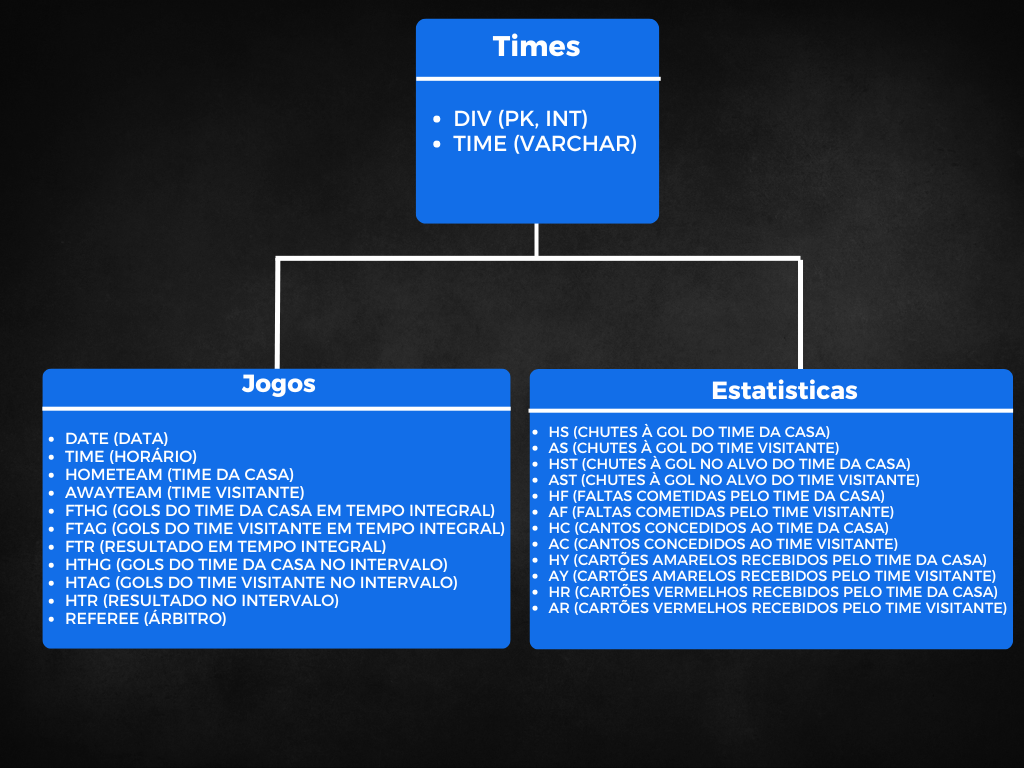 Times
• DIV (PK, INT)
• TIME (VARCHAR)
Jogos
• DATE (DATA)
• TIME (HORÁRIO)
• HOMETEAM (TIME DA CASA)
• AWAYTEAM (TIME VISITANTE)
• FTHG (GOLS DO TIME DA CASA EM TEMPO INTEGRAL)
• FTAG (GOLS DO TIME VISITANTE EM TEMPO INTEGRAL)
• FTR (RESULTADO EM TEMPO INTEGRAL)
• HTHG (GOLS DO TIME DA CASA NO INTERVALO)
• HTAG (GOLS DO TIME VISITANTE NO INTERVALO)
• HTR (RESULTADO NO INTERVALO)
• REFEREE (ÁRBITRO)
Estatisticas
• HS (CHUTES À GOL DO TIME DA CASA)
• AS (CHUTES À GOL DO TIME VISITANTE)
• HST (CHUTES À GOL NO ALVO DO TIME DA CASA)
• AST (CHUTES À GOL NO ALVO DO TIME VISITANTE)
• HF (FALTAS COMETIDAS PELO TIME DA CASA)
• AF (FALTAS COMETIDAS PELO TIME VISITANTE)
• HC (CANTOS CONCEDIDOS AO TIME DA CASA)
• AC (CANTOS CONCEDIDOS AO TIME VISITANTE)
• HY (CARTÕES AMARELOS RECEBIDOS PELO TIME DA CASA)
• AY (CARTÕES AMARELOS RECEBIDOS PELO TIME VISITANTE)
• HR (CARTÕES VERMELHOS RECEBIDOS PELO TIME DA CASA)
• AR (CARTÕES VERMELHOS RECEBIDOS PELO TIME VISITANTE)